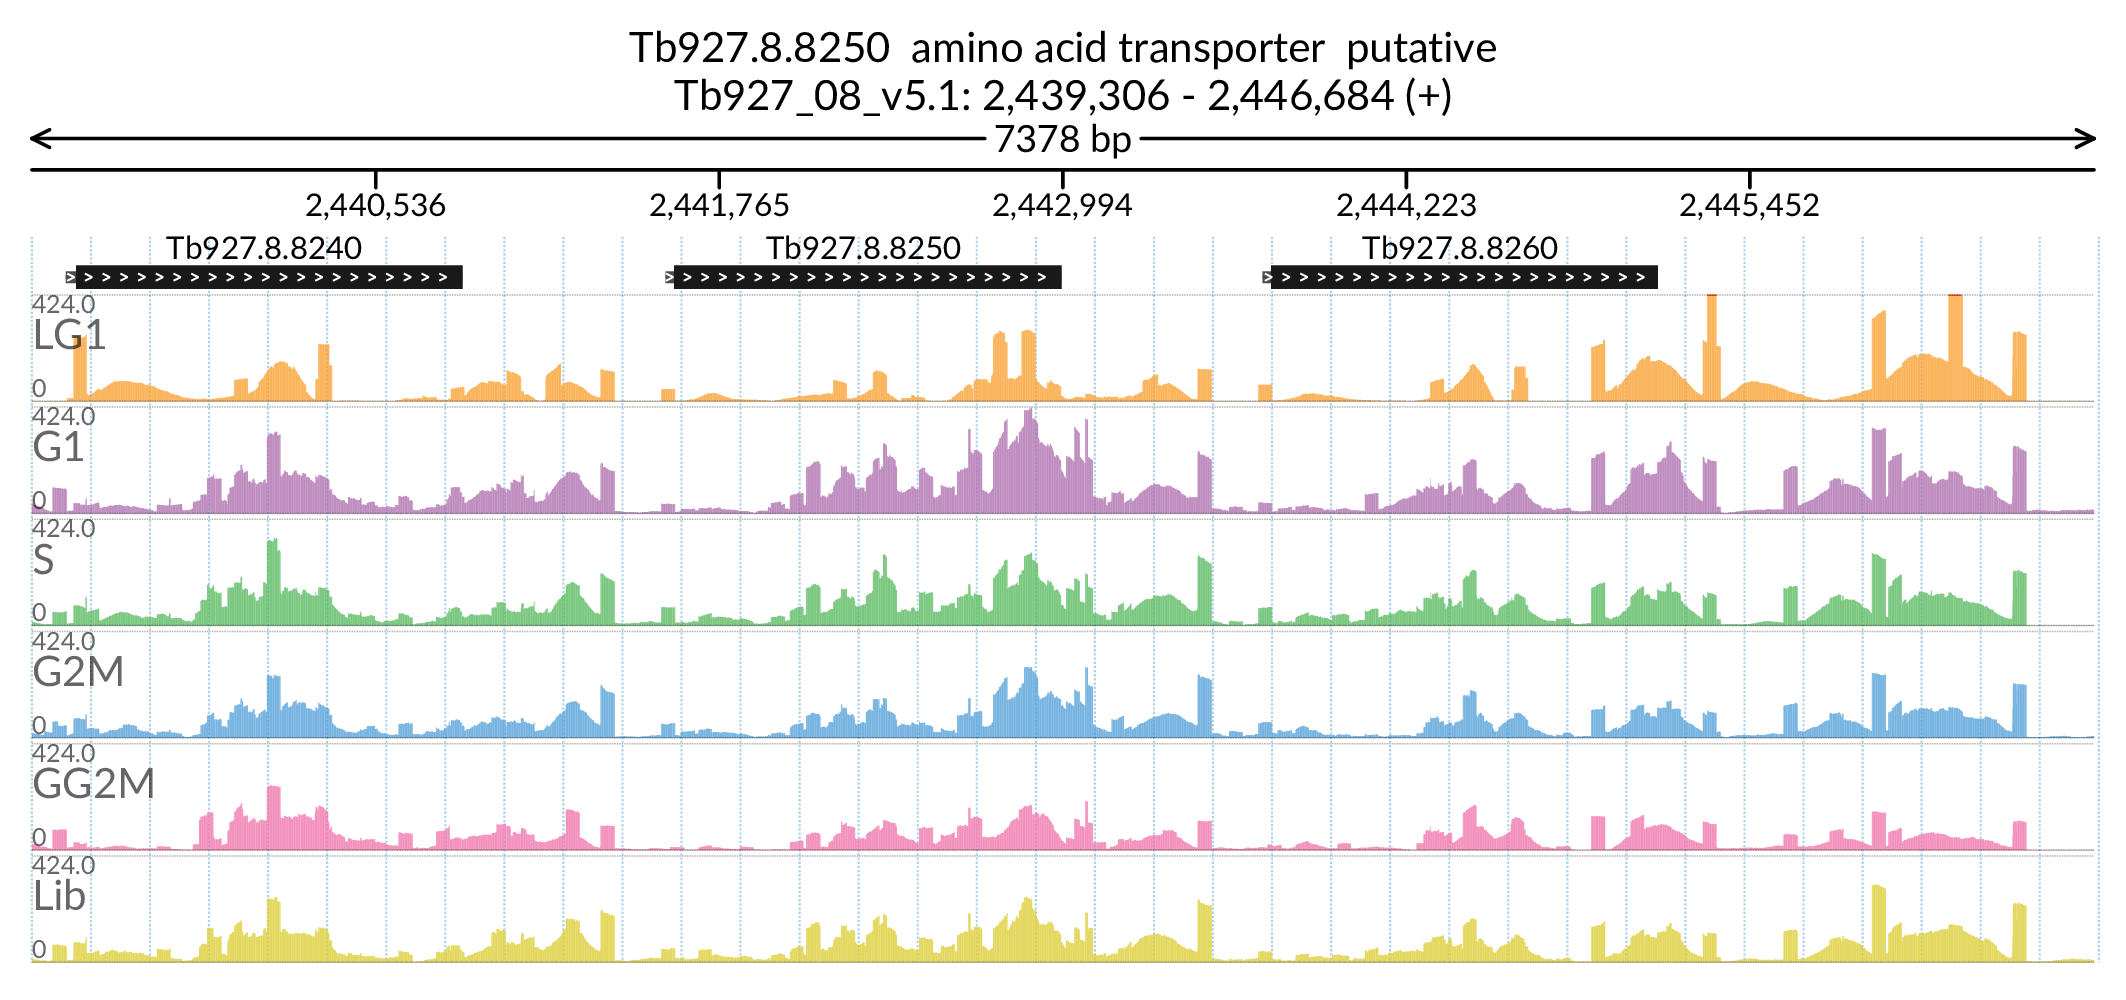 Tb927.8.8250 amino acid transporter putative
Tb927_08_v5.1: 2,439,306 - 2,446,684 (+)
7378 bp
2,440,536 2,441,765 2,442,994 2,444,223 2,445,452
Tb927.8.8240 Tb927.8.8250 Tb927.8.8260
424.0
LG1
0
424.0
G1
0
424.0
S
0
424.0
G2M
0
424.0
GG2M
0
424.0
Lib
0